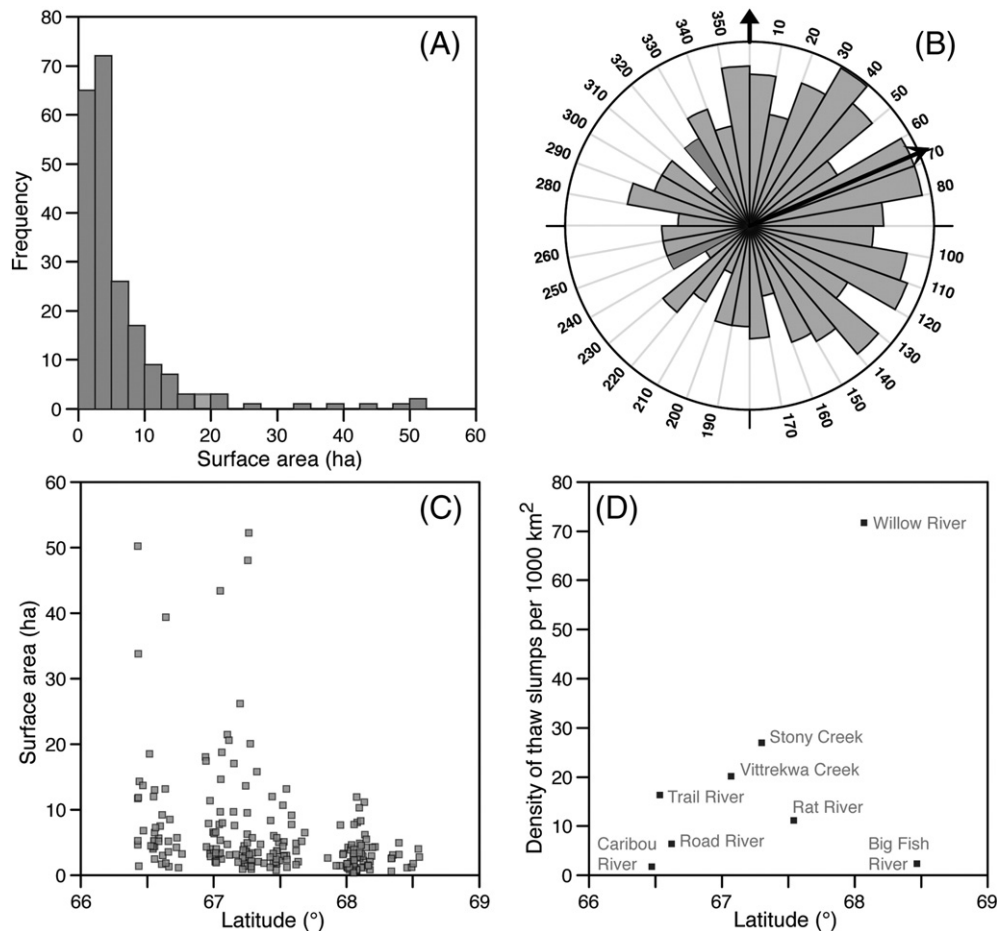 (A)
80
70
60
50
40
30
20
10
0
Frequency
0 10 20 30 40 50 60
Surface area (ha)
(B)
10
20
30
40
50
60
70
80
100
110
120
130
140
150
160
170
190
200
210
220
230
240
250
260
280
290
300
310
320
330
340
350
(C)
60
50
40
30
20
10
0
Surface area (ha)
66 67 68 69
Latitude (°)
(D)
80
70
60
50
40
30
20
10
0
Density of thaw slumps per 1000 km²
Willow River
Stony Creek
Vittrekwa Creek
Trail River
Rat River
Road River
Caribou
River
Big Fish
River
66 67 68 69
Latitude (°)